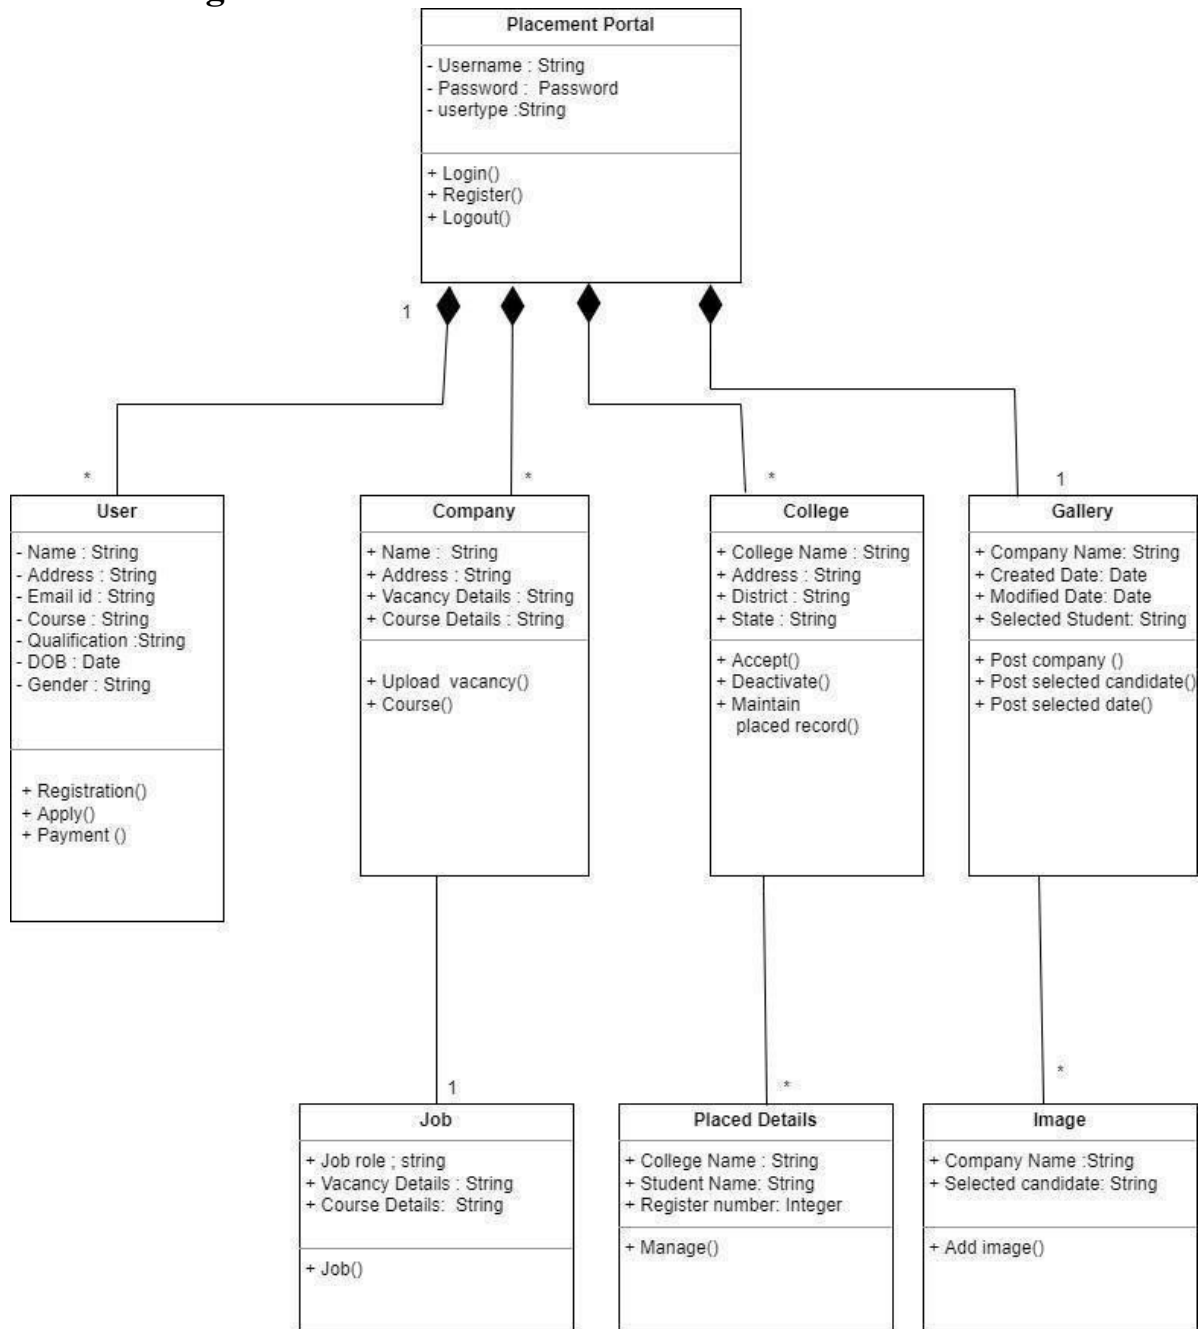 Placement Portal
- Username : String
- Password :  Password
- usertype :String
+ Login()
+ Register()
+ Logout()
1
*
*
*
1
User
- Name : String
- Address : String
- Email id : String
- Course : String
- Qualification :String
- DOB : Date
- Gender : String
+ Registration()
+ Apply()
+ Payment ()
Company
+ Name :  String
+ Address : String
+ Vacancy Details : String
+ Course Details : String
+ Upload  vacancy()
+ Course()
College
+ College Name : String
+ Address : String
+ District : String
+ State : String
+ Accept()
+ Deactivate()
+ Maintain
placed record()
Gallery
+ Company Name: String
+ Created Date: Date
+ Modified Date: Date
+ Selected Student: String
+ Post company ()
+ Post selected candidate()
+ Post selected date()
1
*
*
Job
+ Job role ; string
+ Vacancy Details : String
+ Course Details:  String
+ Job()
Placed Details
+ College Name : String
+ Student Name: String
+ Register number: Integer
+ Manage()
Image
+ Company Name :String
+ Selected candidate: String
+ Add image()